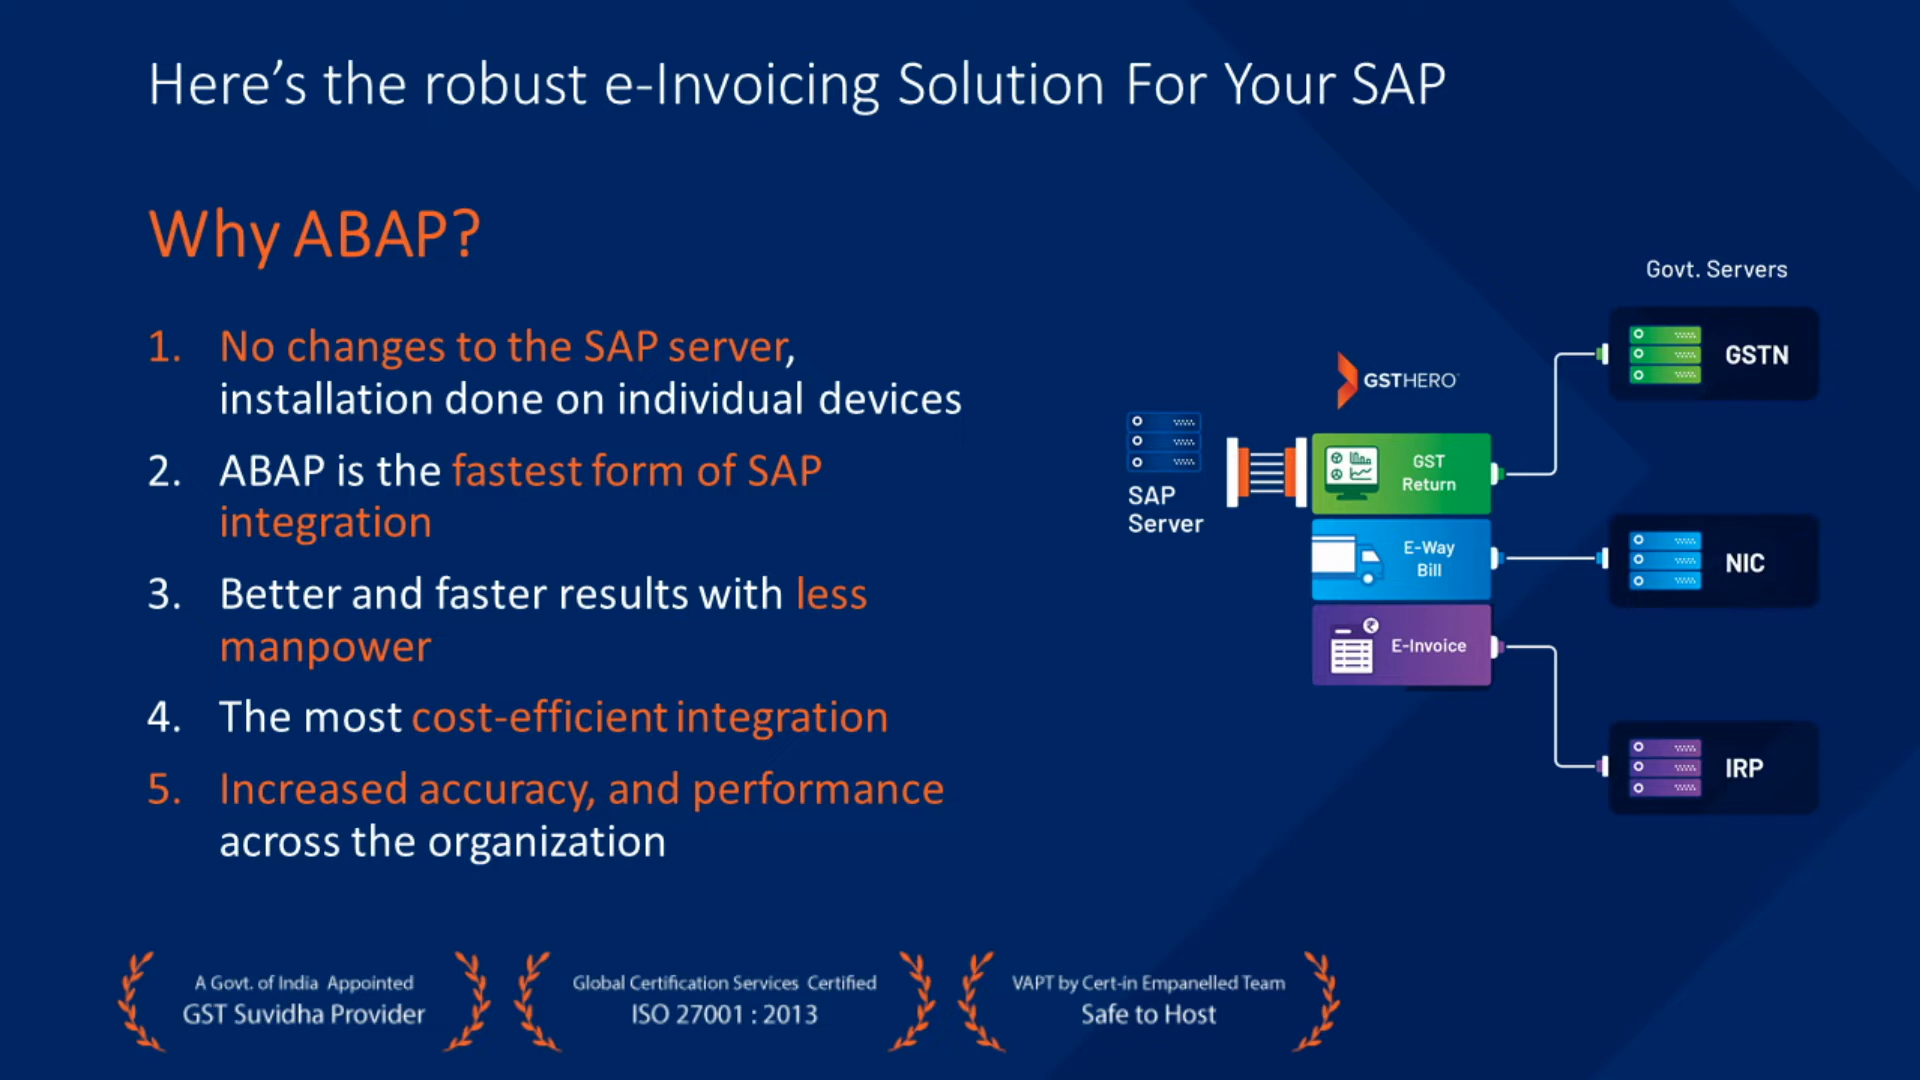 Here’s the robust e-Invoicing Solution For Your SAP
Why ABAP?
1. No changes to the SAP server,
installation done on individual devices
2. ABAP is the fastest form of SAP
integration
3. Better and faster results with less
manpower
4. The most cost-efficient integration
5. Increased accuracy, and performance
across the organization
Govt. Servers
GSTHERO
SAP
Server
GST
Return
E-Way
Bill
E-Invoice
GSTN
NIC
IRP
A Govt. of India Appointed
GST Suvidha Provider
Global Certification Services Certified
ISO 27001 : 2013
VAPT by Cert-in Empanelled Team
Safe to Host